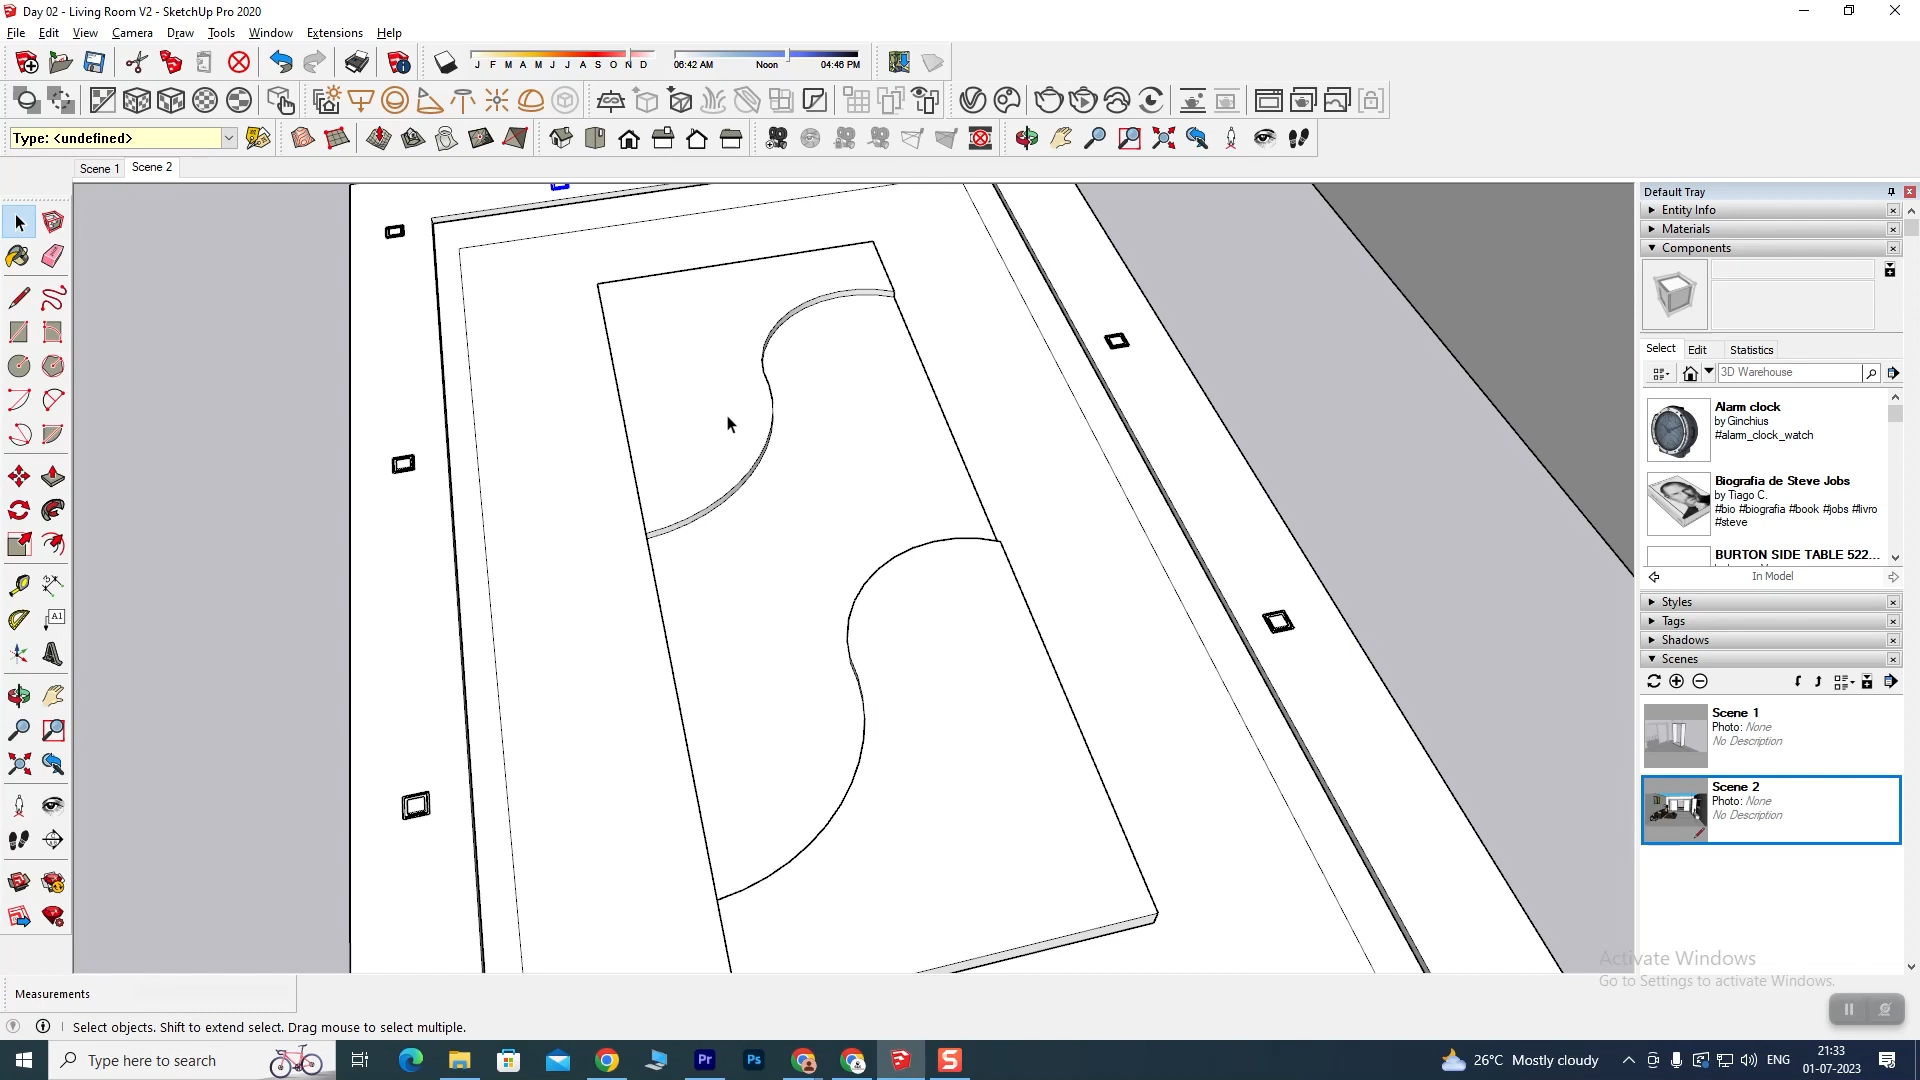 Day 02 - Living Room V2 - SketchUp Pro 2020
File Edit View Camera Draw Tools Window Extensions Help
J F M A M J J A S O N D
06:42 AM Noon 04:46 PM
Type: <undefined>
Scene 1 Scene 2
Default Tray
Entity Info
Materials
Components
Select Edit Statistics
3D Warehouse
Alarm clock
by Ginchius
#alarm_clock_watch
Biografia de Steve Jobs
by Tiago C.
#bio #biografia #book #jobs #livro
#steve
BURTON SIDE TABLE 522...
In Model
Styles
Tags
Shadows
Scenes
Scene 1
Photo: None
No Description
Scene 2
Photo: None
No Description
A1
Activate Windows
Go to Settings to activate Windows.
Measurements
Select objects. Shift to extend select. Drag mouse to select multiple.
Type here to search
Pr
Ps
S
26°C Mostly cloudy
ENG
21:33
01-07-2023